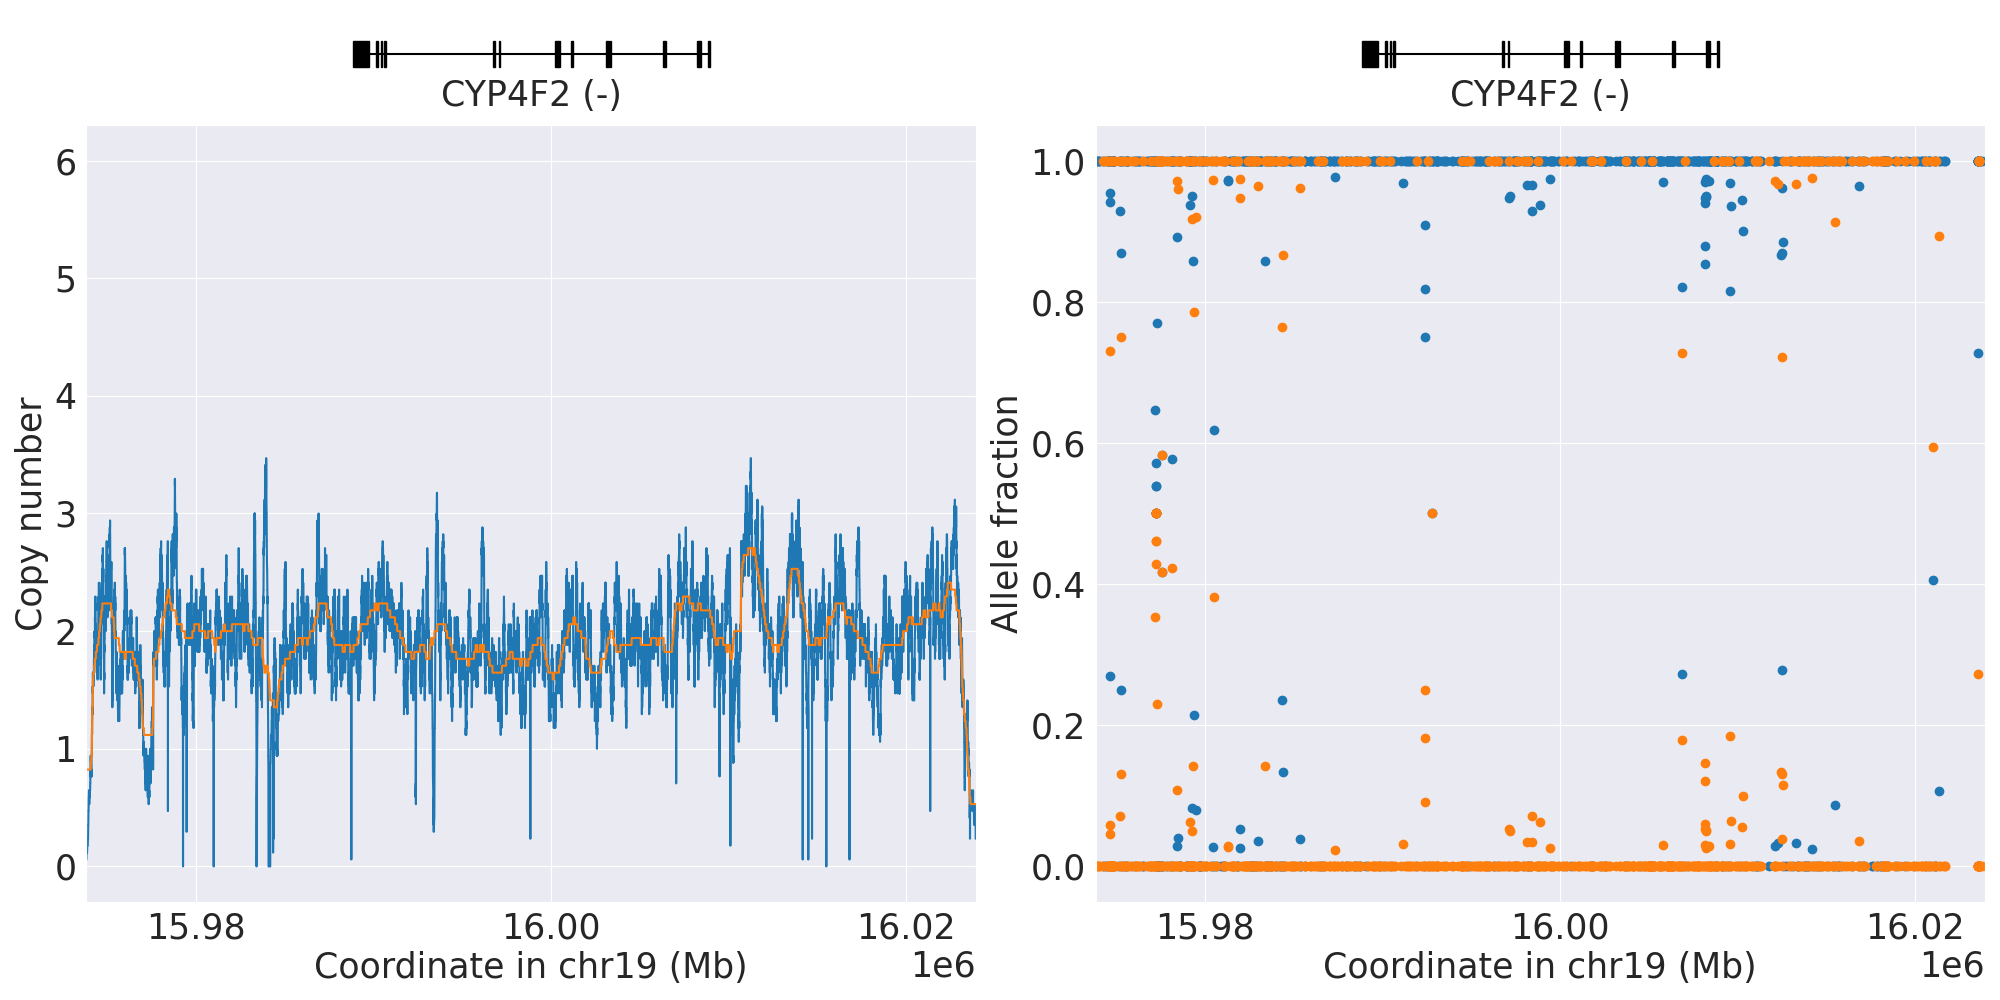 CYP4F2 (-)
6
5
4
3
2
1
0
Copy number
15.98
16.00
16.02
Coordinate in chr19 (Mb)
1e6
CYP4F2 (-)
1.0
0.8
0.6
0.4
0.2
0.0
Allele fraction
15.98
16.00
16.02
Coordinate in chr19 (Mb)
1e6